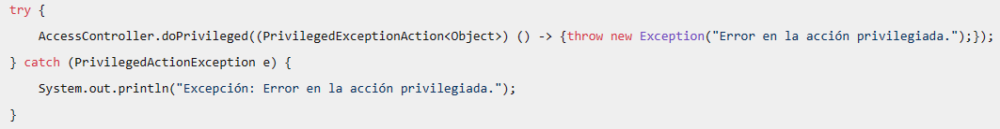 try {
AccessController.doPrivileged((PrivilegedExceptionAction<Object>) () -> {throw new Exception("Error en la acción privilegiada.");});
} catch (PrivilegedActionException e) {
System.out.println("Excepción: Error en la acción privilegiada.");
}